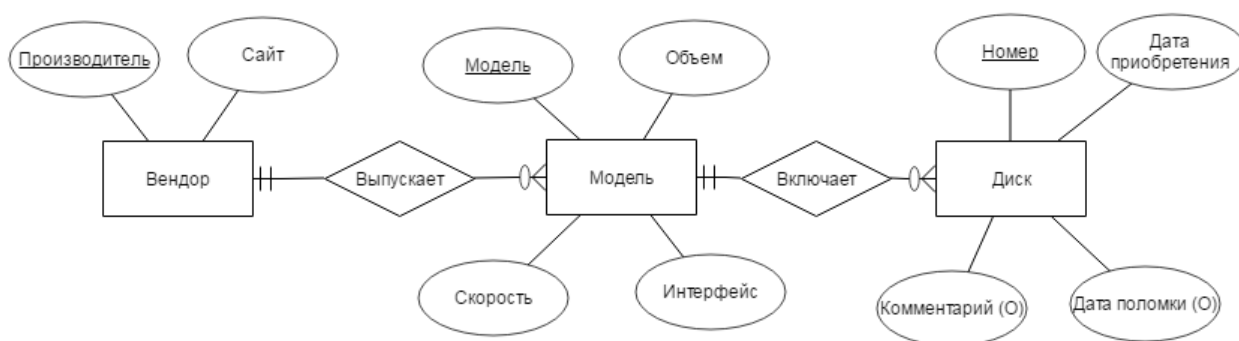 Производитель
Сайт
Модель
Объем
Номер
Дата
приобретения
Вендор
Выпускает
Модель
Включает
Диск
Скорость
Интерфейс
Комментарий (О)
Дата поломки (О)